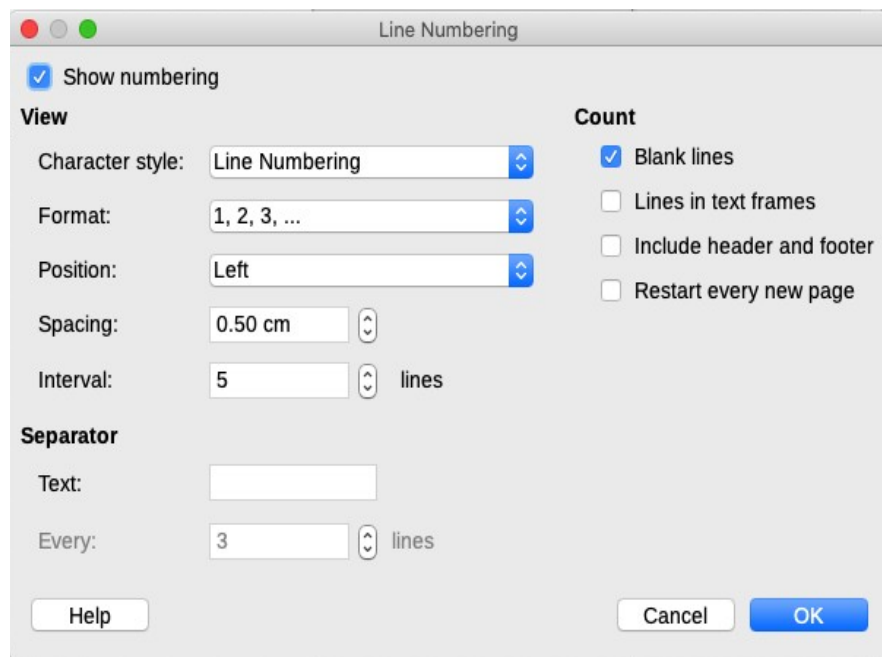 Line Numbering
Show numbering
View
Character style: Line Numbering
Format: 1, 2, 3, ...
Position: Left
Spacing: 0.50 cm
Interval: 5 lines
Separator
Text:
Every: 3 lines
Count
Blank lines
Lines in text frames
Include header and footer
Restart every new page
Help Cancel OK